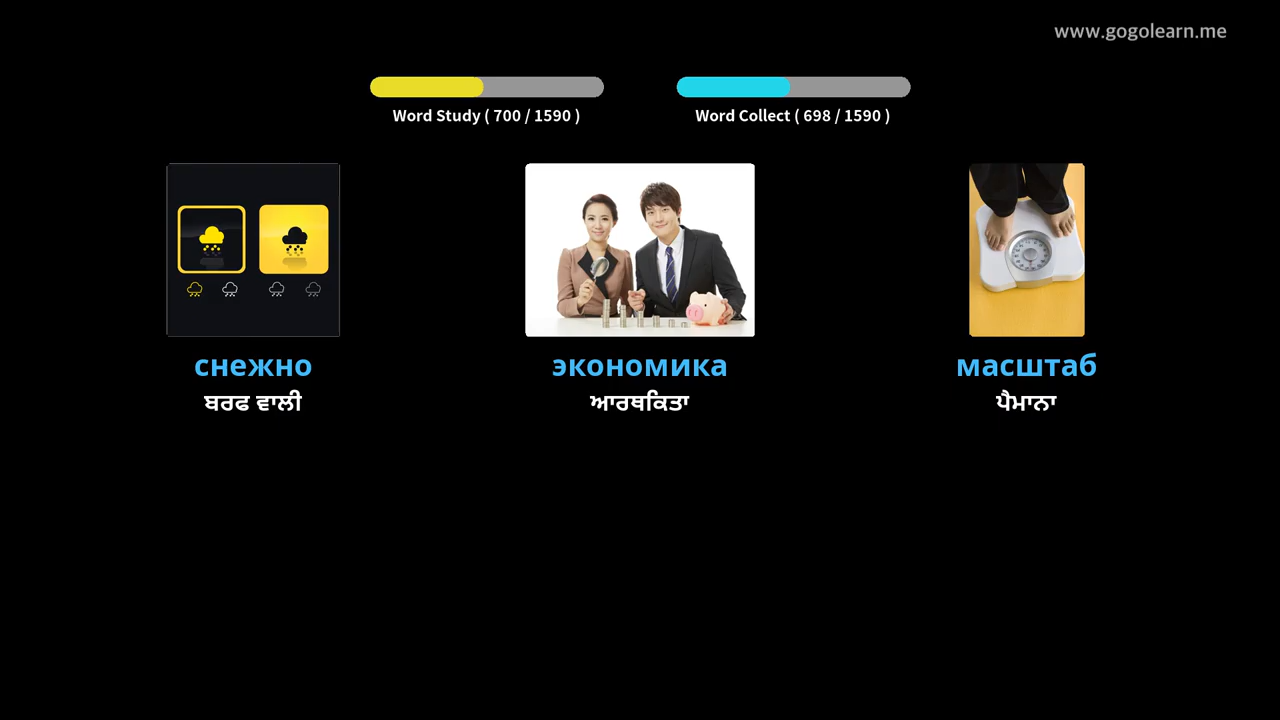 www.gogolearn.me
Word Study ( 700 / 1590 )
Word Collect ( 698 / 1590 )
снежно
экономика
масштаб
ਬਰਫ ਵਾਲੀ
ਆਰਥਕਿਤਾ
ਪੈਮਾਨਾ